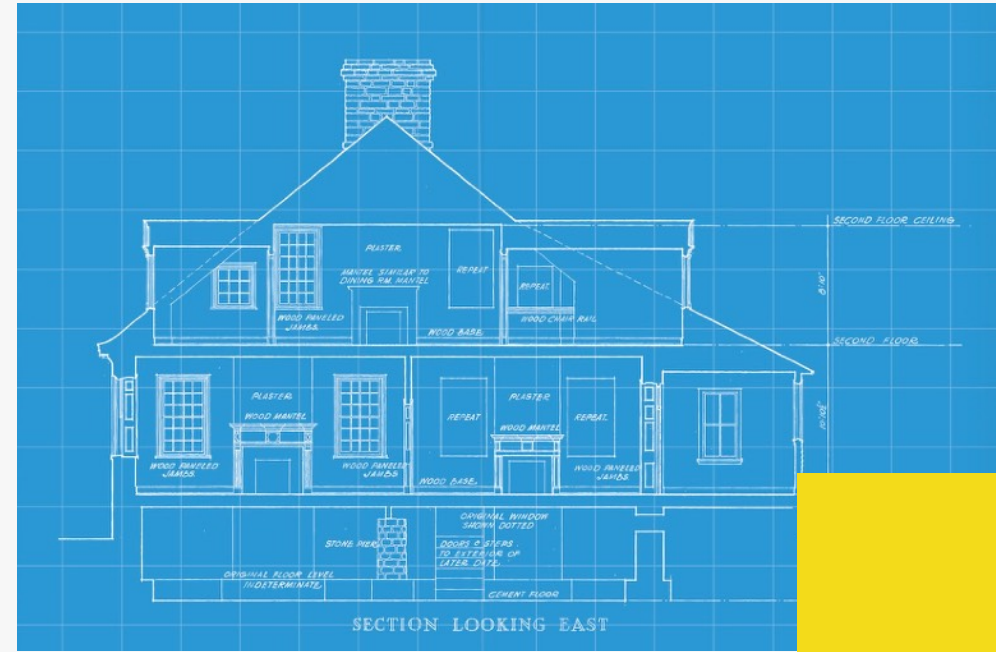 SECOND FLOOR CEILING
PLASTER
MANTEL SIMILAR TO
DINING RM. MANTEL
REPEAT
REPEAT
8'10"
WOOD PANELED
JAMBS.
WOOD BASE.
WOOD CHAIR RAIL
SECOND FLOOR
PLASTER
WOOD MANTEL
REPEAT
PLASTER
WOOD MANTEL
REPEAT.
WOOD PANELED
JAMBS.
WOOD PANELED
JAMBS.
WOOD BASE.
WOOD PANELED
JAMBS.
ORIGINAL WINDOW
SHOWN DOTTED
STONE PIER
DOORS & STEPS
TO EXTERIOR OF
LATER DATE.
ORIGINAL FLOOR LEVEL
INDETERMINATE
CEMENT FLOOR
SECTION LOOKING EAST